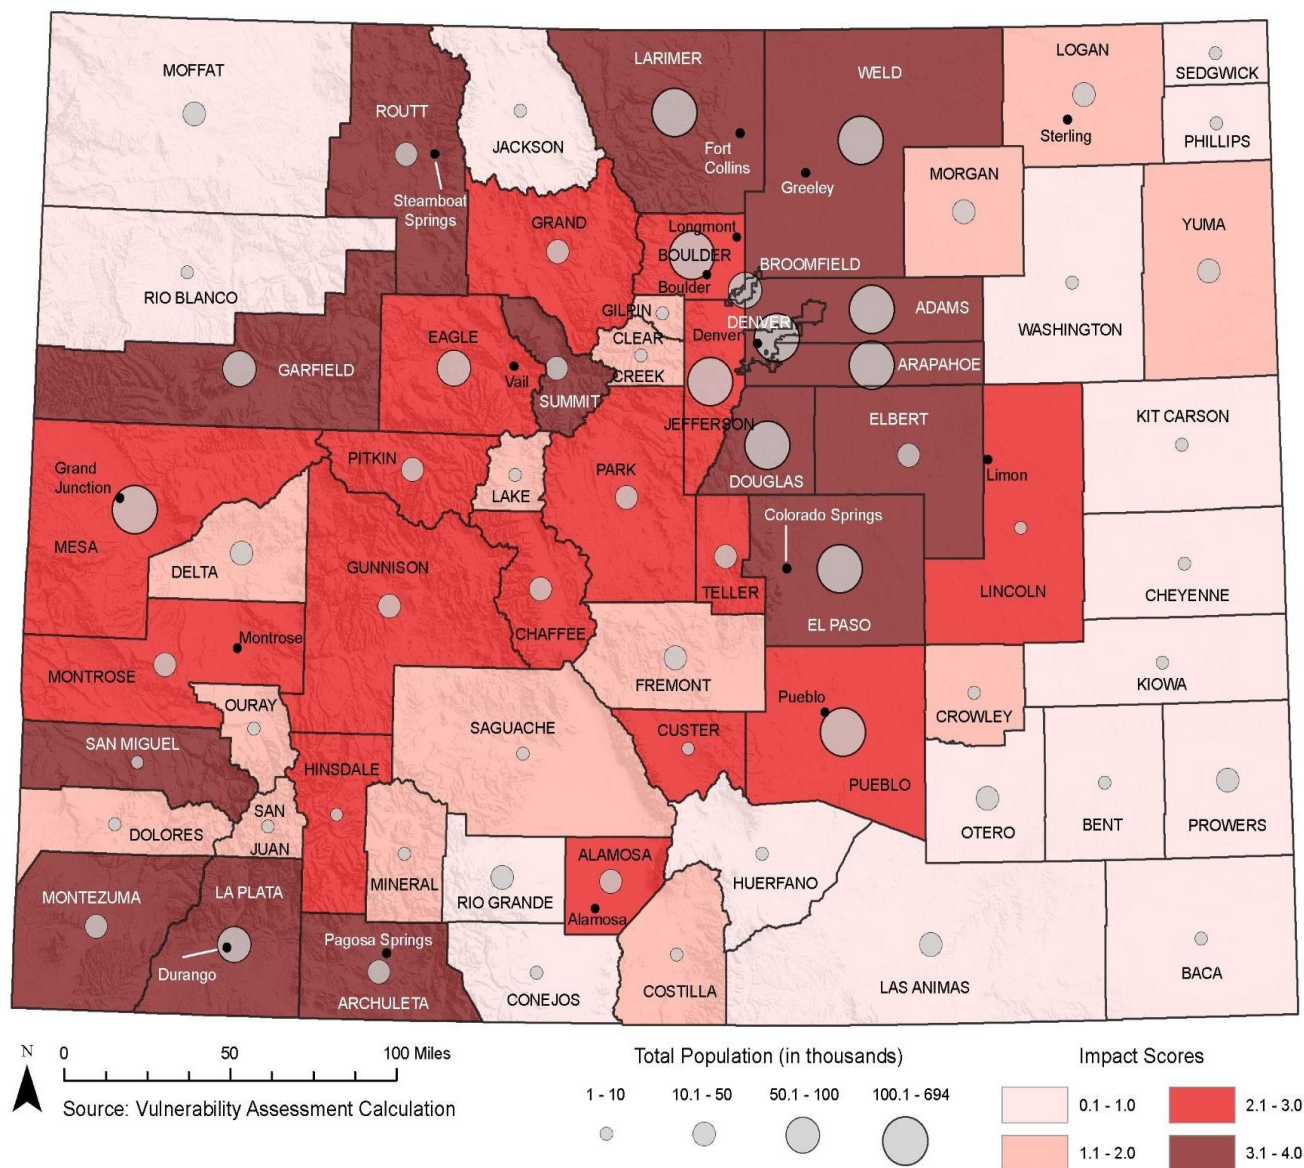 MOFFAT
ROUTT
JACKSON
LARIMER
WELD
LOGAN
SEDGWICK
PHILLIPS
Sterling
Fort
Collins
Greeley
MORGAN
Steamboat
Springs
GRAND
Longmont
BOULDER
Boulder
BROOMFIELD
YUMA
RIO BLANCO
GILPIN
DENVER
Denver
ADAMS
WASHINGTON
EAGLE
CLEAR
CREEK
ARAPAHOE
GARFIELD
Vail
SUMMIT
JEFFERSON
ELBERT
KIT CARSON
Grand
Junction
PITKIN
LAKE
PARK
DOUGLAS
Limon
Colorado Springs
MESA
DELTA
GUNNISON
TELLER
LINCOLN
CHEYENNE
CHAFFEE
EL PASO
Montrose
MONTROSE
FREMONT
KIOWA
OURAY
SAGUACHE
Pueblo
CROWLEY
SAN MIGUEL
CUSTER
HINSDALE
PUEBLO
DOLORES
SAN
JUAN
OTERO
BENT
PROWERS
ALAMOSA
MINERAL
HUERFANO
MONTEZUMA
LA PLATA
RIO GRANDE
Alamosa
Pagosa Springs
Durango
ARCHULETA
CONEJOS
COSTILLA
LAS ANIMAS
BACA
N
0 50 100 Miles
Source: Vulnerability Assessment Calculation
Total Population (in thousands)
1 - 10 10.1 - 50 50.1 - 100 100.1 - 694
Impact Scores
0.1 - 1.0 2.1 - 3.0
1.1 - 2.0 3.1 - 4.0